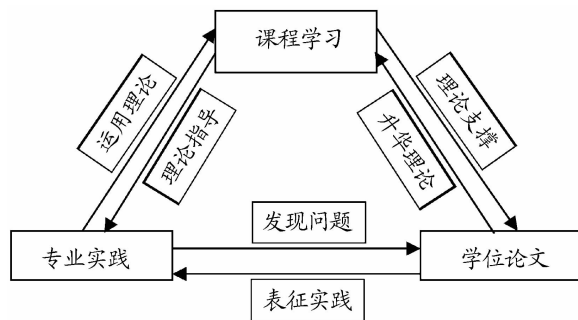 课程学习
运用理论
理论指导
升华理论
理论支撑
发现问题
专业实践
学位论文
表征实践